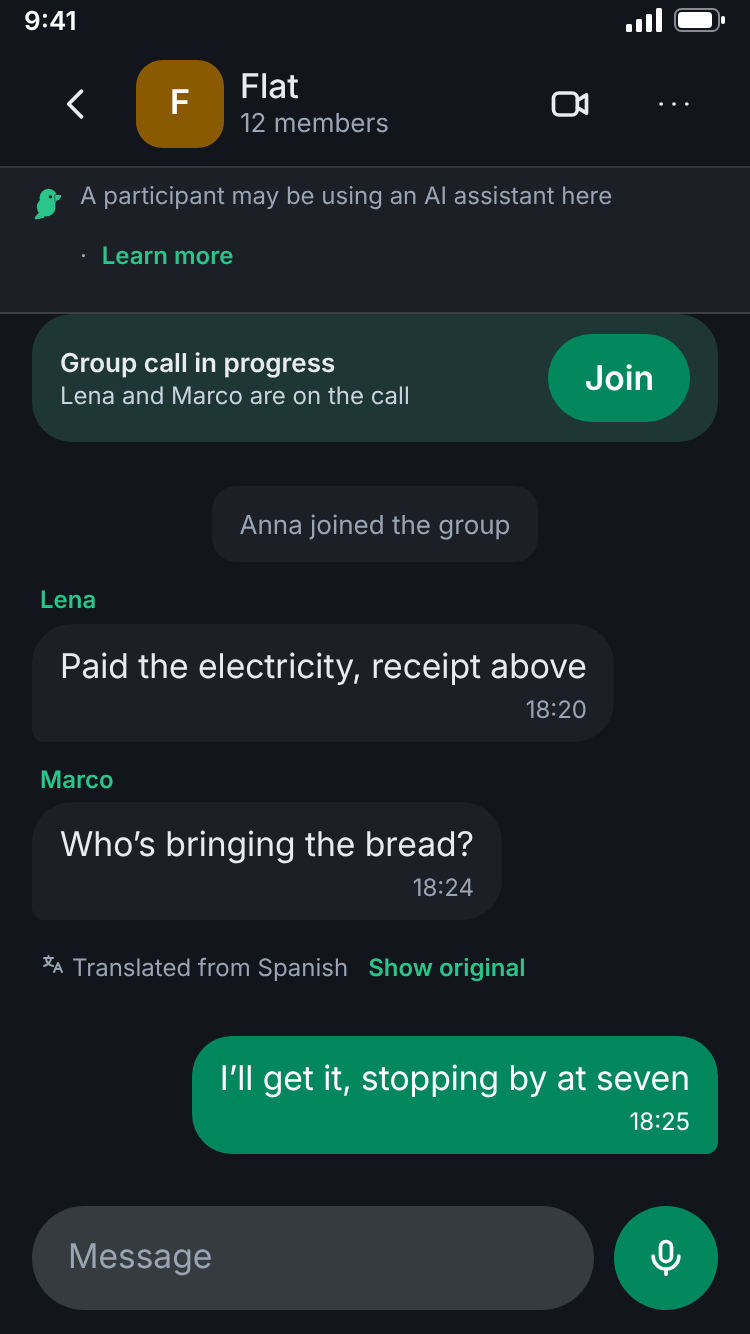 9:41
F
Flat
12 members
···
A participant may be using an AI assistant here
· Learn more
Group call in progress
Lena and Marco are on the call
Join
Anna joined the group
Lena
Paid the electricity, receipt above
18:20
Marco
Who’s bringing the bread?
18:24
文A Translated from Spanish Show original
I’ll get it, stopping by at seven
18:25
Message